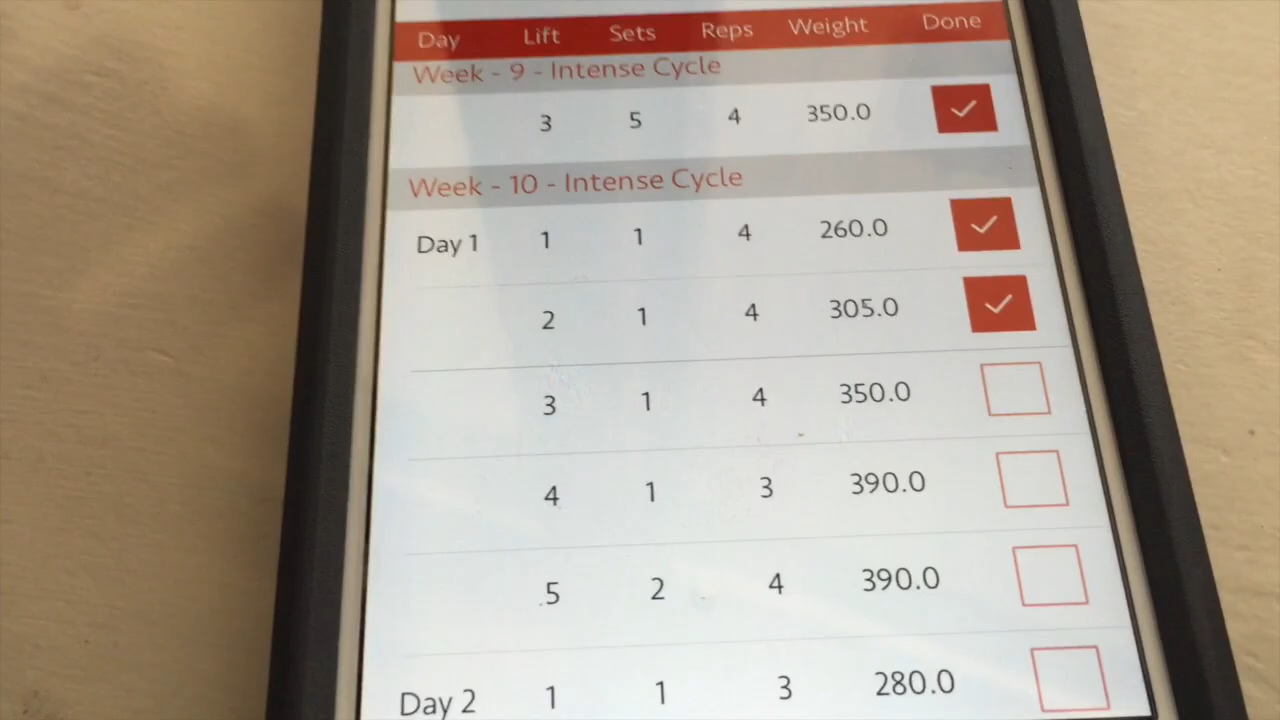 Day Lift Sets Reps Weight Done
Week - 9 - Intense Cycle
3 5 4 350.0
Week - 10 - Intense Cycle
Day 1 1 1 4 260.0
2 1 4 305.0
3 1 4 350.0
4 1 3 390.0
5 2 4 390.0
Day 2 1 1 3 280.0